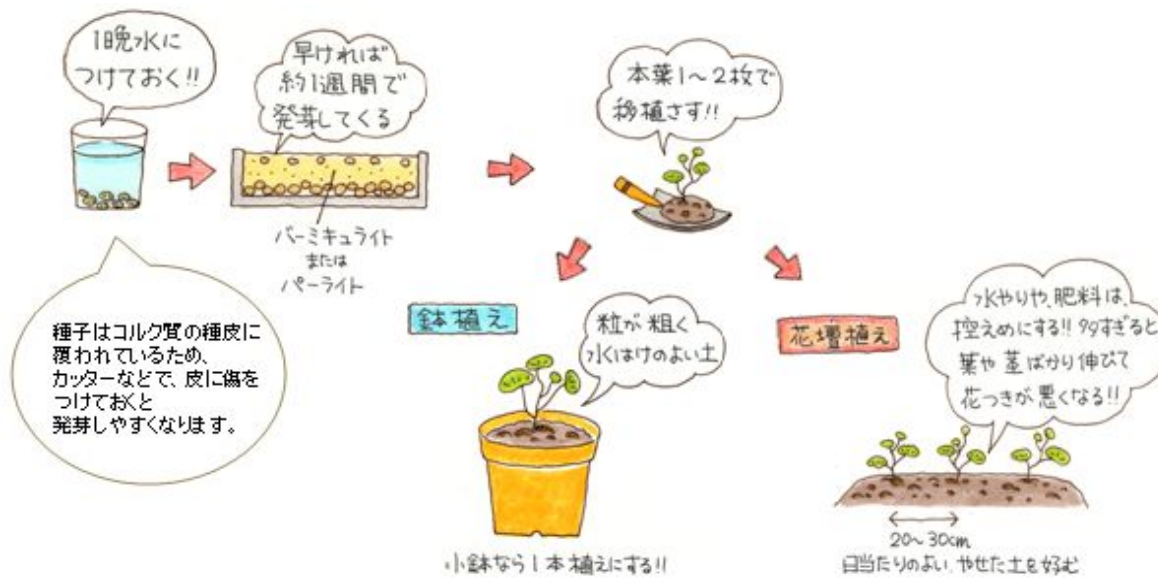 1晩水に
つけておく!!
早ければ
約1週間で
発芽してくる
バーミキュライト
または
パーライト
種子はコルク質の種皮に
覆われているため、
カッターなどで、皮に傷を
つけておくと
発芽しやすくなります。
本葉1～2枚で
移植さす!!
鉢植え
粒が粗く
水はけのよい土
小鉢なら1本植えにする!!
花壇植え
水やりや、肥料は、
控えめにする!!多すぎると
葉や茎ばかり伸びて
花つきが悪くなる!!
20～30cm
日当たりのよい、やせた土を好む